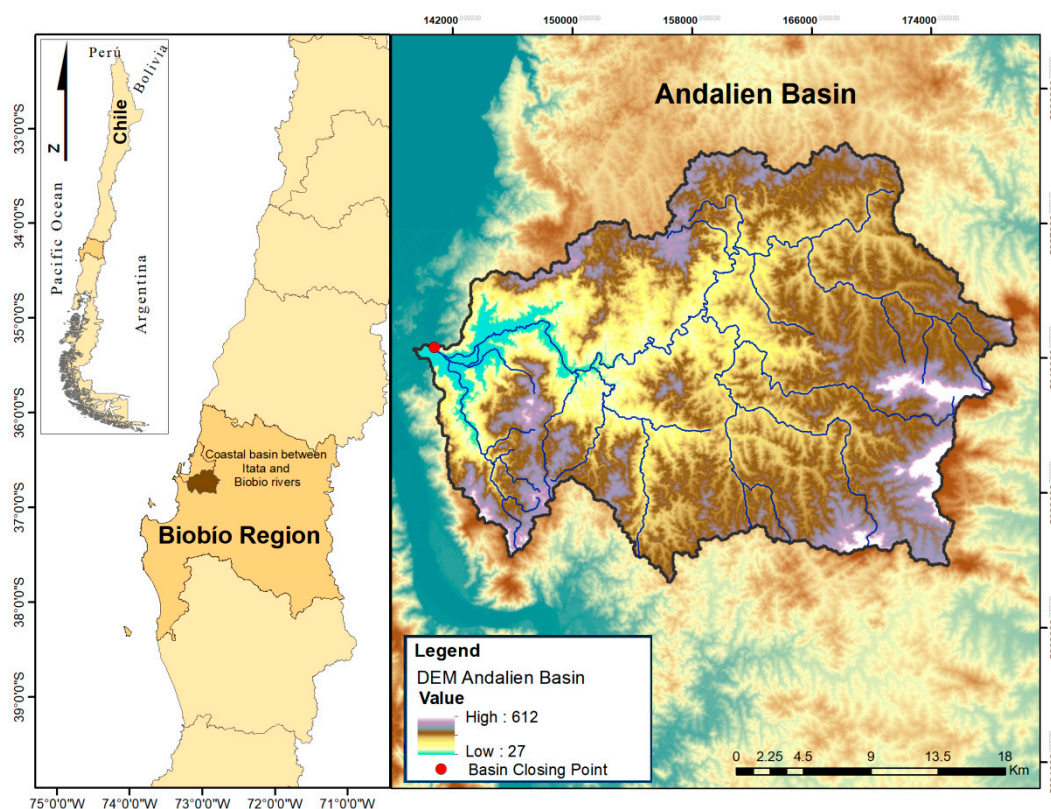 Perú
Bolivia
Chile
Z
Pacific Ocean
Argentina
33°0'0"S
34°0'0"S
35°0'0"S
36°0'0"S
37°0'0"S
38°0'0"S
39°0'0"S
Coastal basin between
Itata and
Biobio rivers
Biobío Region
75°0'0"W 74°0'0"W 73°0'0"W 72°0'0"W 71°0'0"W
142000 150000 158000 166000 174000
Andalien Basin
Legend
DEM Andalien Basin
Value
High : 612
Low : 27
Basin Closing Point
0 2.25 4.5 9 13.5 18
Km